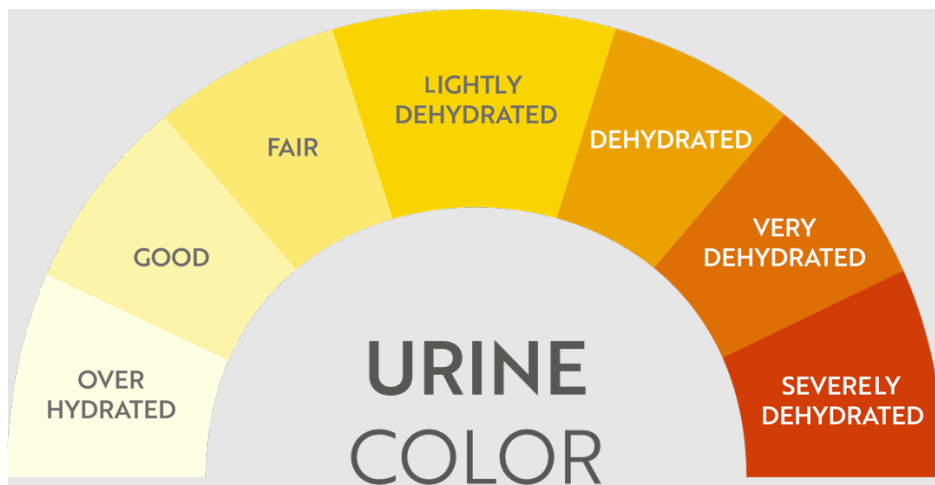 OVER
HYDRATED
GOOD
FAIR
LIGHTLY
DEHYDRATED
DEHYDRATED
VERY
DEHYDRATED
SEVERELY
DEHYDRATED
URINE
COLOR